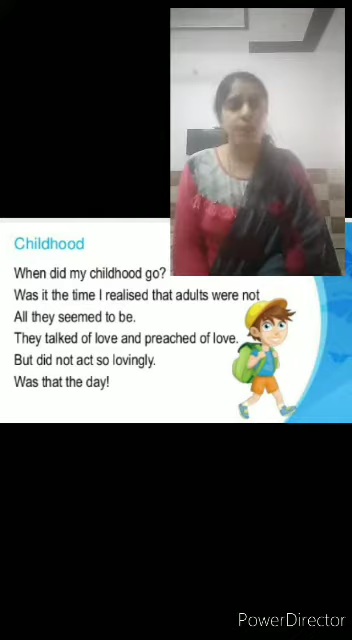 Childhood
When did my childhood go?
Was it the time I realised that adults were not
All they seemed to be.
They talked of love and preached of love.
But did not act so lovingly.
Was that the day!
PowerDirector